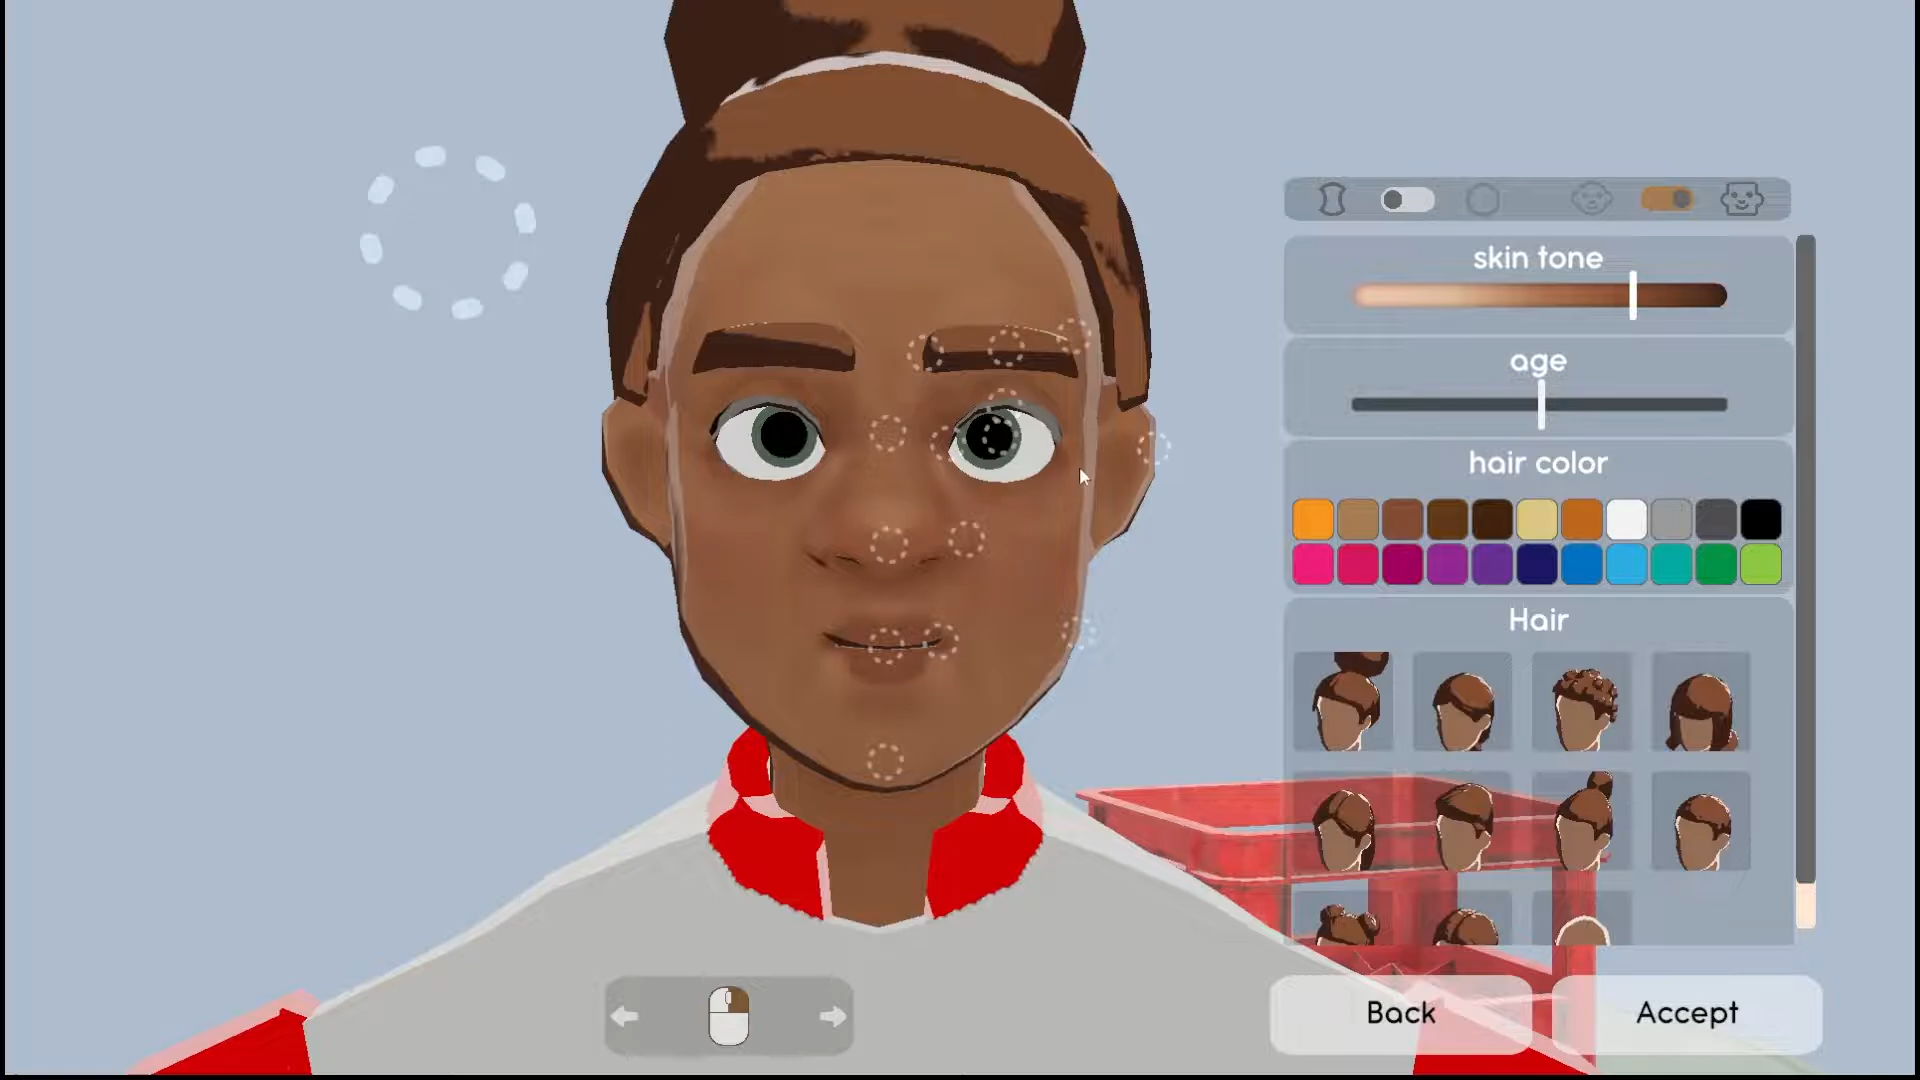 skin tone
age
hair color
Hair
Back
Accept